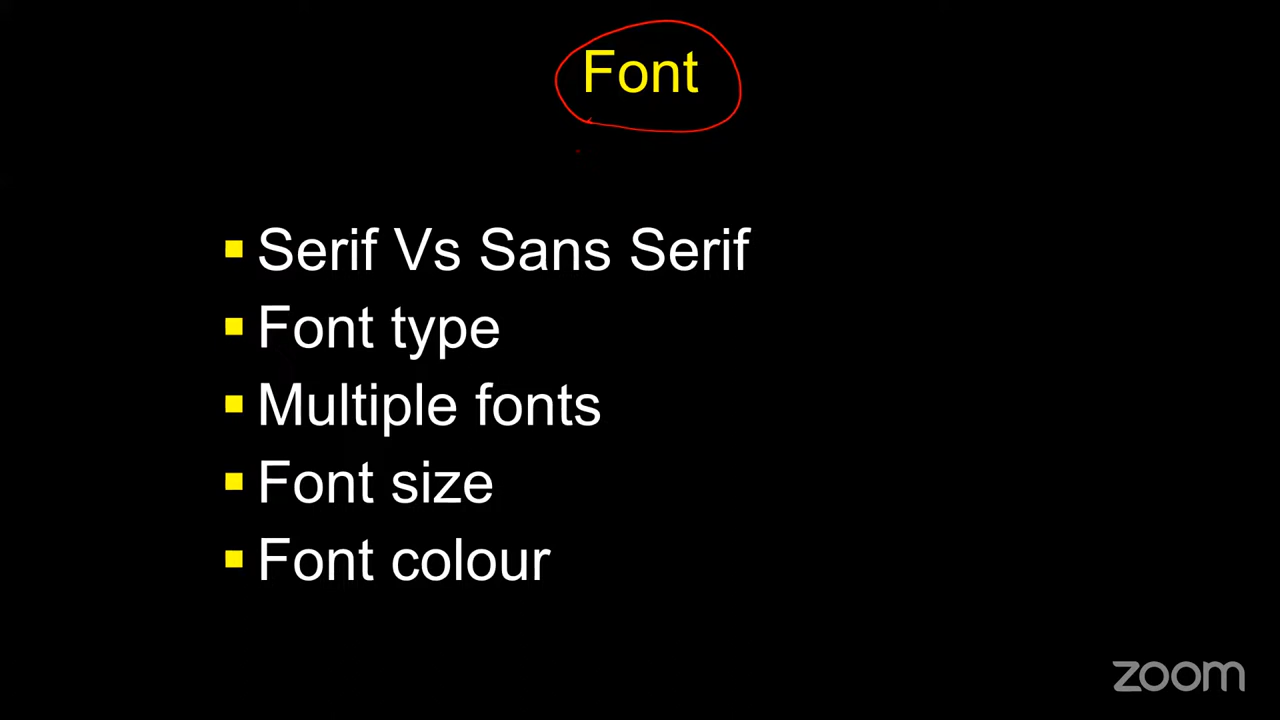 Font
Serif Vs Sans Serif
Font type
Multiple fonts
Font size
Font colour
zoom